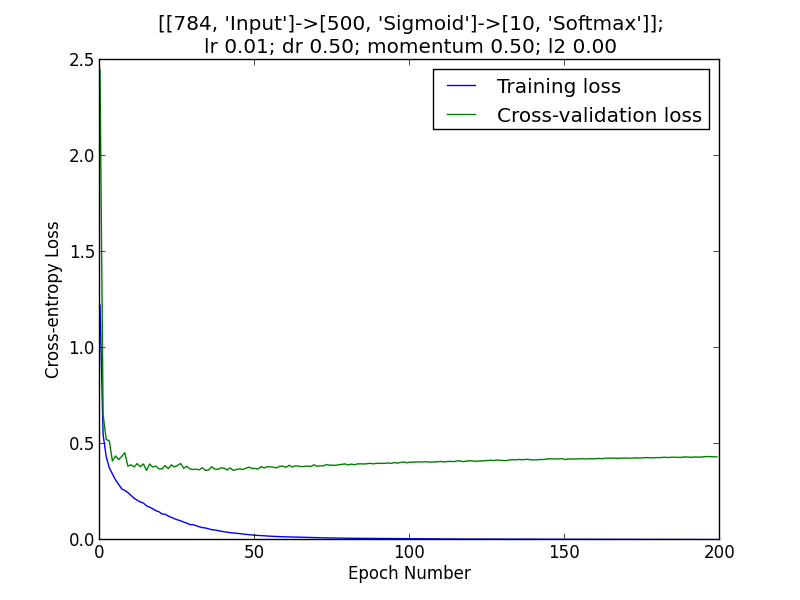 [[784, 'Input']->[500, 'Sigmoid']->[10, 'Softmax']];
lr 0.01; dr 0.50; momentum 0.50; l2 0.00
Training loss
Cross-validation loss
Cross-entropy Loss
2.5
2.0
1.5
1.0
0.5
0.0
0 50 100 150 200
Epoch Number